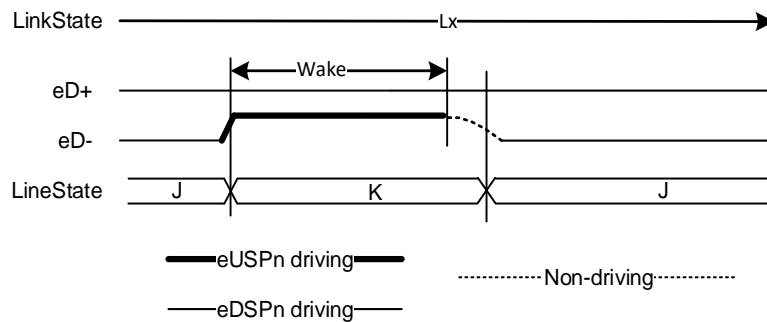 LinkState Lx
Wake
eD+
eD-
LineState J K J
eUSPn driving Non-driving
eDSPn driving